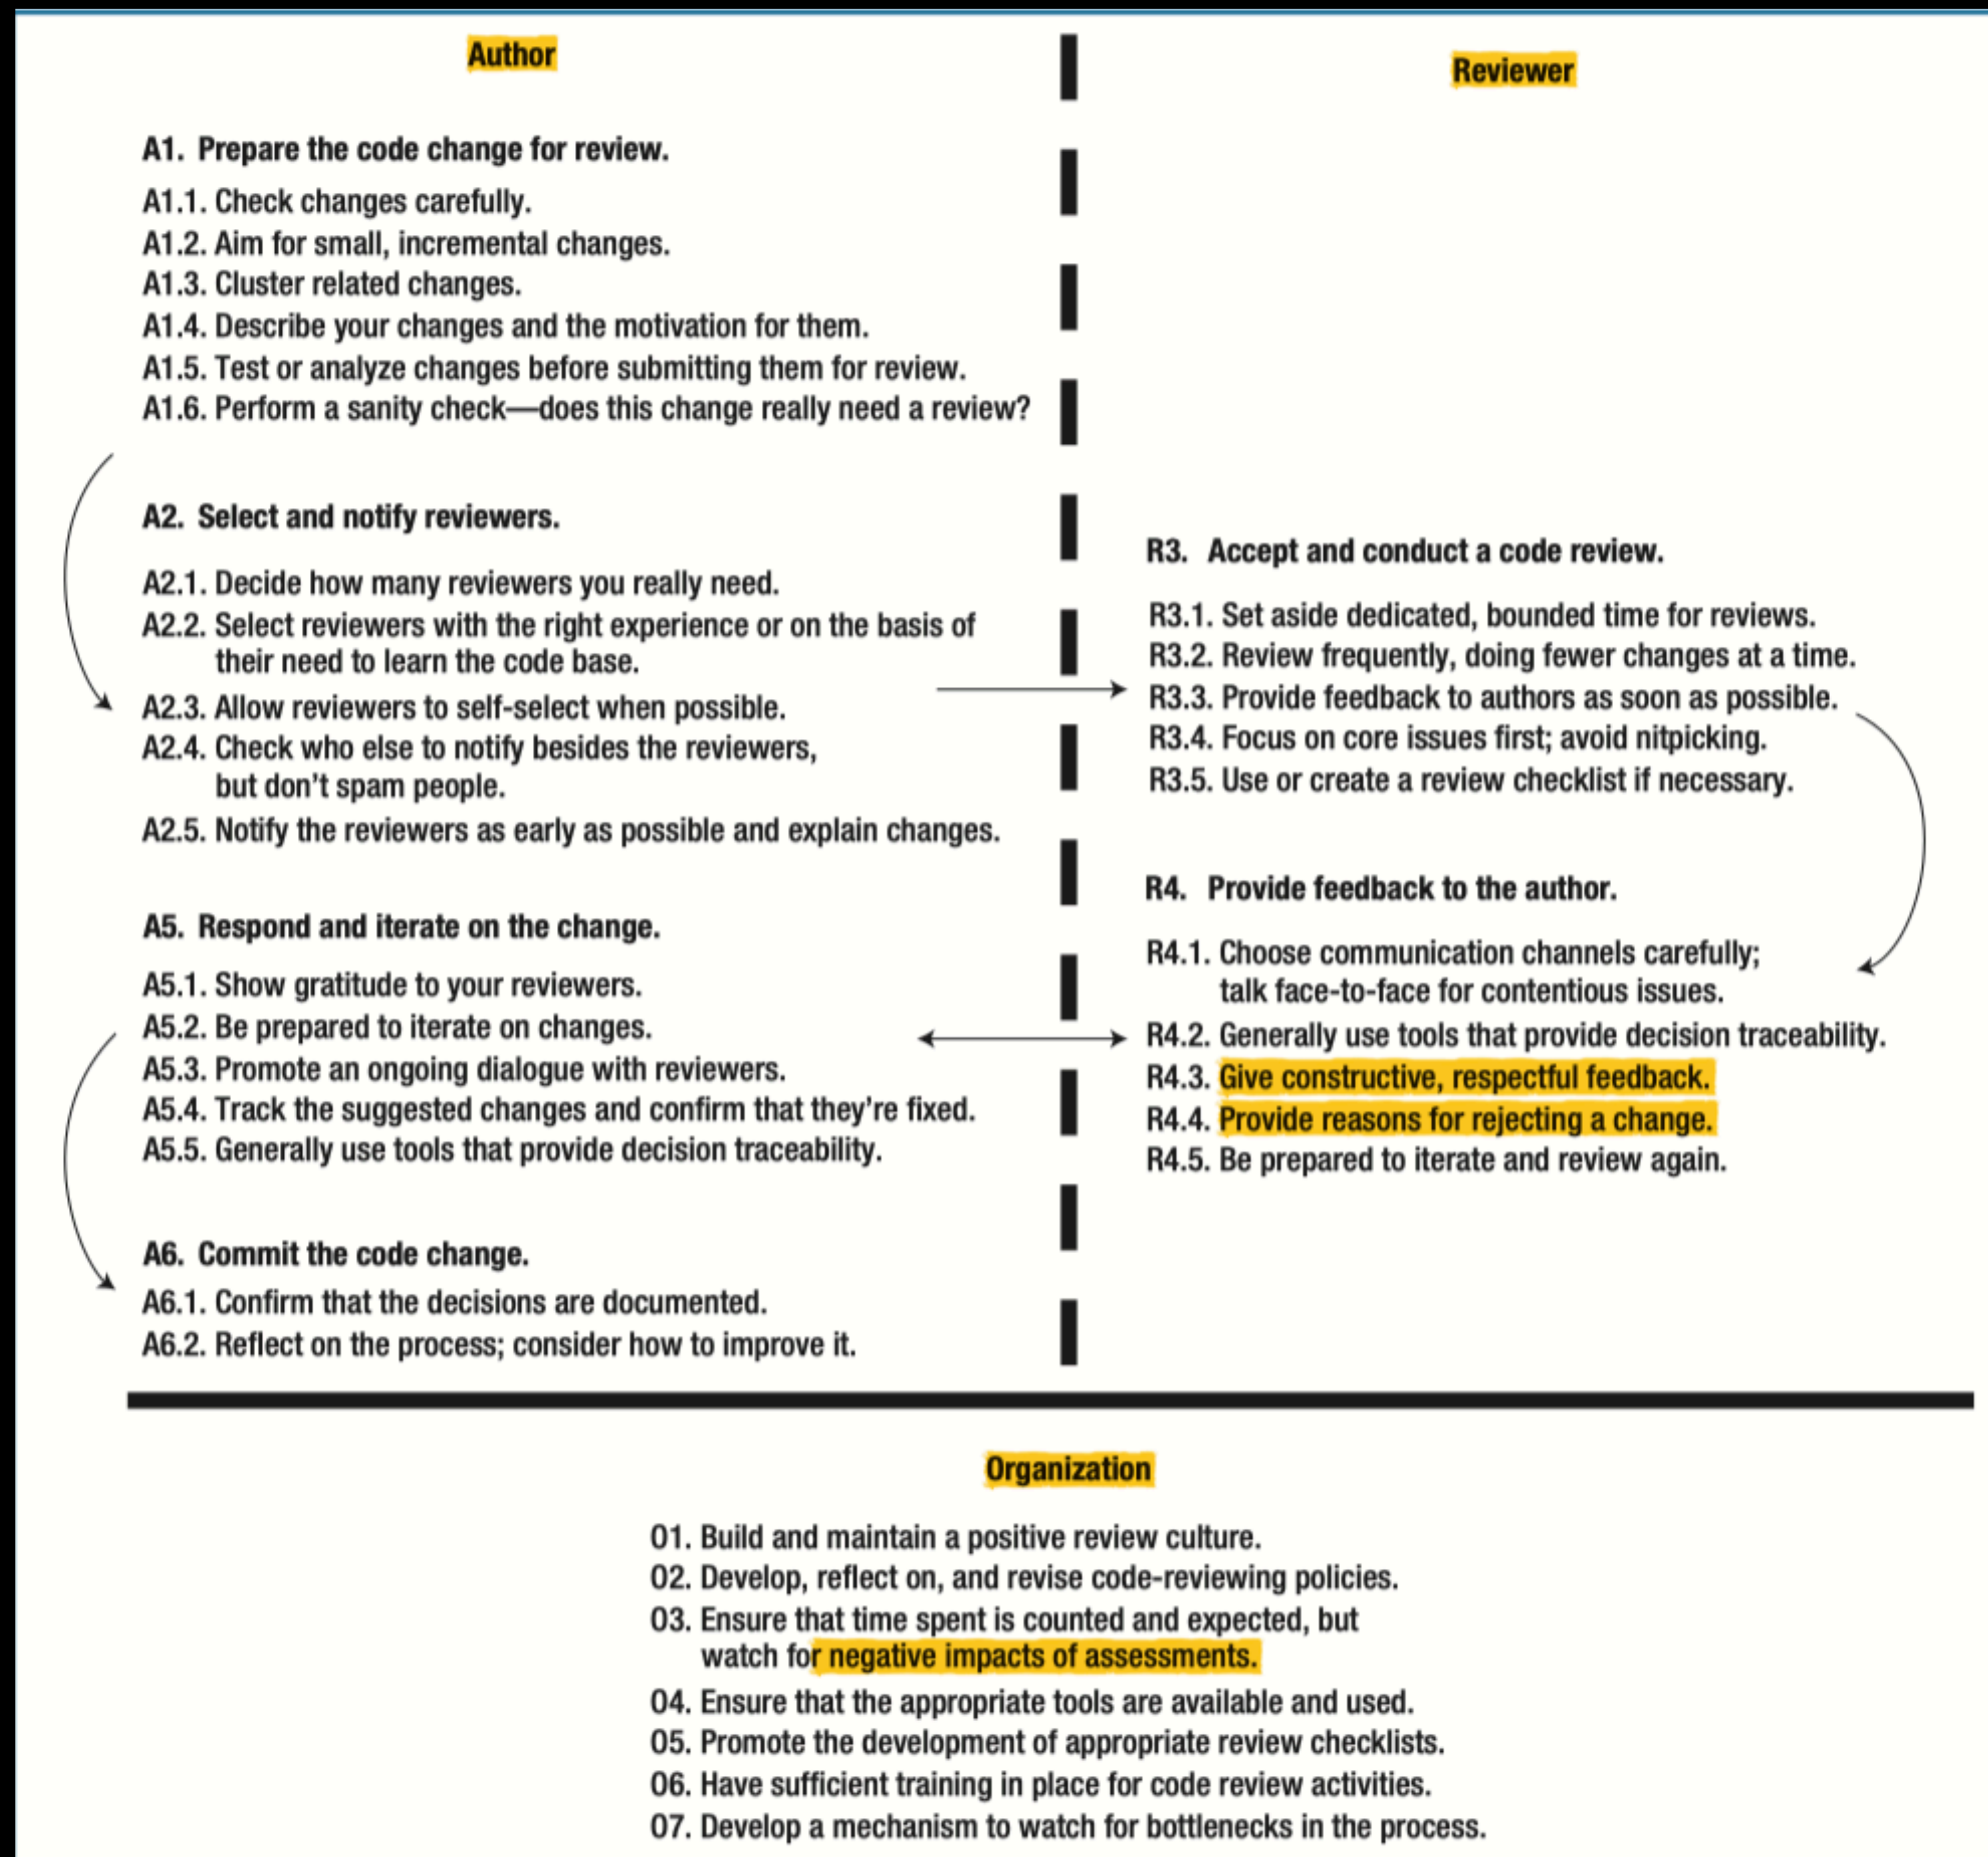 Author
A1. Prepare the code change for review.
A1.1. Check changes carefully.
A1.2. Aim for small, incremental changes.
A1.3. Cluster related changes.
A1.4. Describe your changes and the motivation for them.
A1.5. Test or analyze changes before submitting them for review.
A1.6. Perform a sanity check—does this change really need a review?
A2. Select and notify reviewers.
A2.1. Decide how many reviewers you really need.
A2.2. Select reviewers with the right experience or on the basis of
their need to learn the code base.
A2.3. Allow reviewers to self-select when possible.
A2.4. Check who else to notify besides the reviewers,
but don't spam people.
A2.5. Notify the reviewers as early as possible and explain changes.
A5. Respond and iterate on the change.
A5.1. Show gratitude to your reviewers.
A5.2. Be prepared to iterate on changes.
A5.3. Promote an ongoing dialogue with reviewers.
A5.4. Track the suggested changes and confirm that they're fixed.
A5.5. Generally use tools that provide decision traceability.
A6. Commit the code change.
A6.1. Confirm that the decisions are documented.
A6.2. Reflect on the process; consider how to improve it.
Reviewer
R3. Accept and conduct a code review.
R3.1. Set aside dedicated, bounded time for reviews.
R3.2. Review frequently, doing fewer changes at a time.
R3.3. Provide feedback to authors as soon as possible.
R3.4. Focus on core issues first; avoid nitpicking.
R3.5. Use or create a review checklist if necessary.
R4. Provide feedback to the author.
R4.1. Choose communication channels carefully;
talk face-to-face for contentious issues.
R4.2. Generally use tools that provide decision traceability.
R4.3. Give constructive, respectful feedback.
R4.4. Provide reasons for rejecting a change.
R4.5. Be prepared to iterate and review again.
Organization
O1. Build and maintain a positive review culture.
O2. Develop, reflect on, and revise code-reviewing policies.
O3. Ensure that time spent is counted and expected, but
watch for negative impacts of assessments.
O4. Ensure that the appropriate tools are available and used.
O5. Promote the development of appropriate review checklists.
O6. Have sufficient training in place for code review activities.
O7. Develop a mechanism to watch for bottlenecks in the process.